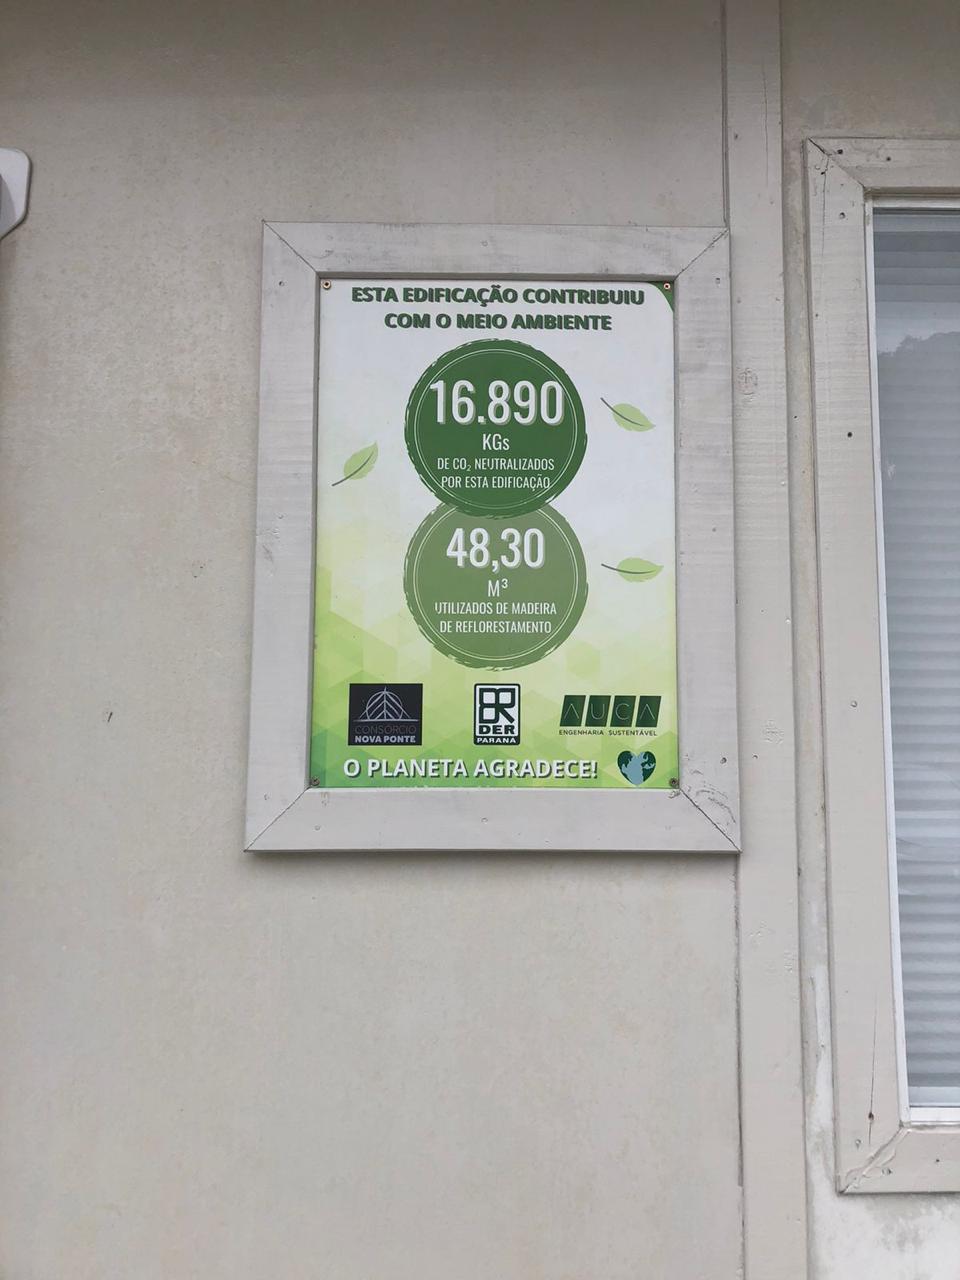 ESTA EDIFICAÇÃO CONTRIBUIU
COM O MEIO AMBIENTE
16.890
KGs
DE CO₂ NEUTRALIZADOS
POR ESTA EDIFICAÇÃO
48,30
M³
UTILIZADOS DE MADEIRA
DE REFLORESTAMENTO
CONSÓRCIO
NOVA PONTE
DER
PARANÁ
AUCA
ENGENHARIA SUSTENTÁVEL
O PLANETA AGRADECE!